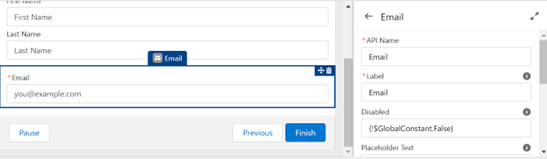 First Name
First Name
Last Name
Last Name
Email
* Email
you@example.com
Pause
Previous
Finish
Email
* API Name
Email
* Label
Email
Disabled
{!$GlobalConstant.False}
Placeholder Text